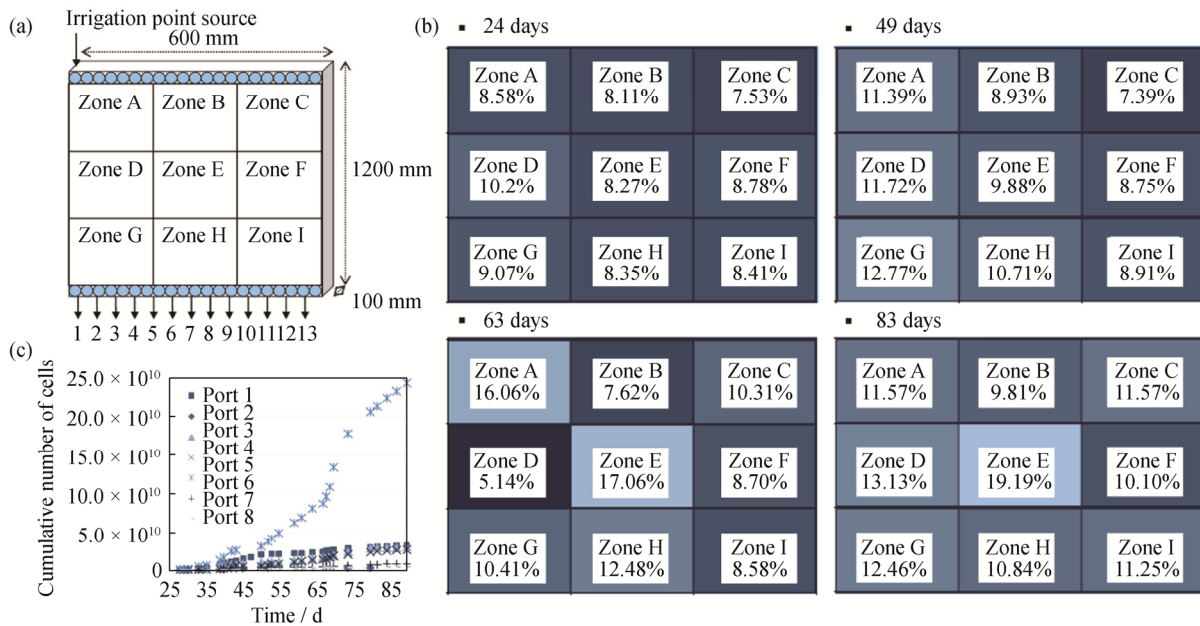 (a)
Irrigation point source
600 mm
Zone A
Zone B
Zone C
Zone D
Zone E
Zone F
Zone G
Zone H
Zone I
1200 mm
100 mm
1 2 3 4 5 6 7 8 9 10 11 12 13
(b)
▪ 24 days
Zone A
8.58%
Zone B
8.11%
Zone C
7.53%
Zone D
10.2%
Zone E
8.27%
Zone F
8.78%
Zone G
9.07%
Zone H
8.35%
Zone I
8.41%
▪ 49 days
Zone A
11.39%
Zone B
8.93%
Zone C
7.39%
Zone D
11.72%
Zone E
9.88%
Zone F
8.75%
Zone G
12.77%
Zone H
10.71%
Zone I
8.91%
▪ 63 days
Zone A
16.06%
Zone B
7.62%
Zone C
10.31%
Zone D
5.14%
Zone E
17.06%
Zone F
8.70%
Zone G
10.41%
Zone H
12.48%
Zone I
8.58%
▪ 83 days
Zone A
11.57%
Zone B
9.81%
Zone C
11.57%
Zone D
13.13%
Zone E
19.19%
Zone F
10.10%
Zone G
12.46%
Zone H
10.84%
Zone I
11.25%
(c)
Cumulative number of cells
25.0 × 10¹⁰
20.0 × 10¹⁰
15.0 × 10¹⁰
10.0 × 10¹⁰
5.0 × 10¹⁰
0
Port 1
Port 2
Port 3
Port 4
Port 5
Port 6
Port 7
Port 8
25 35 45 55 65 75 85
Time / d